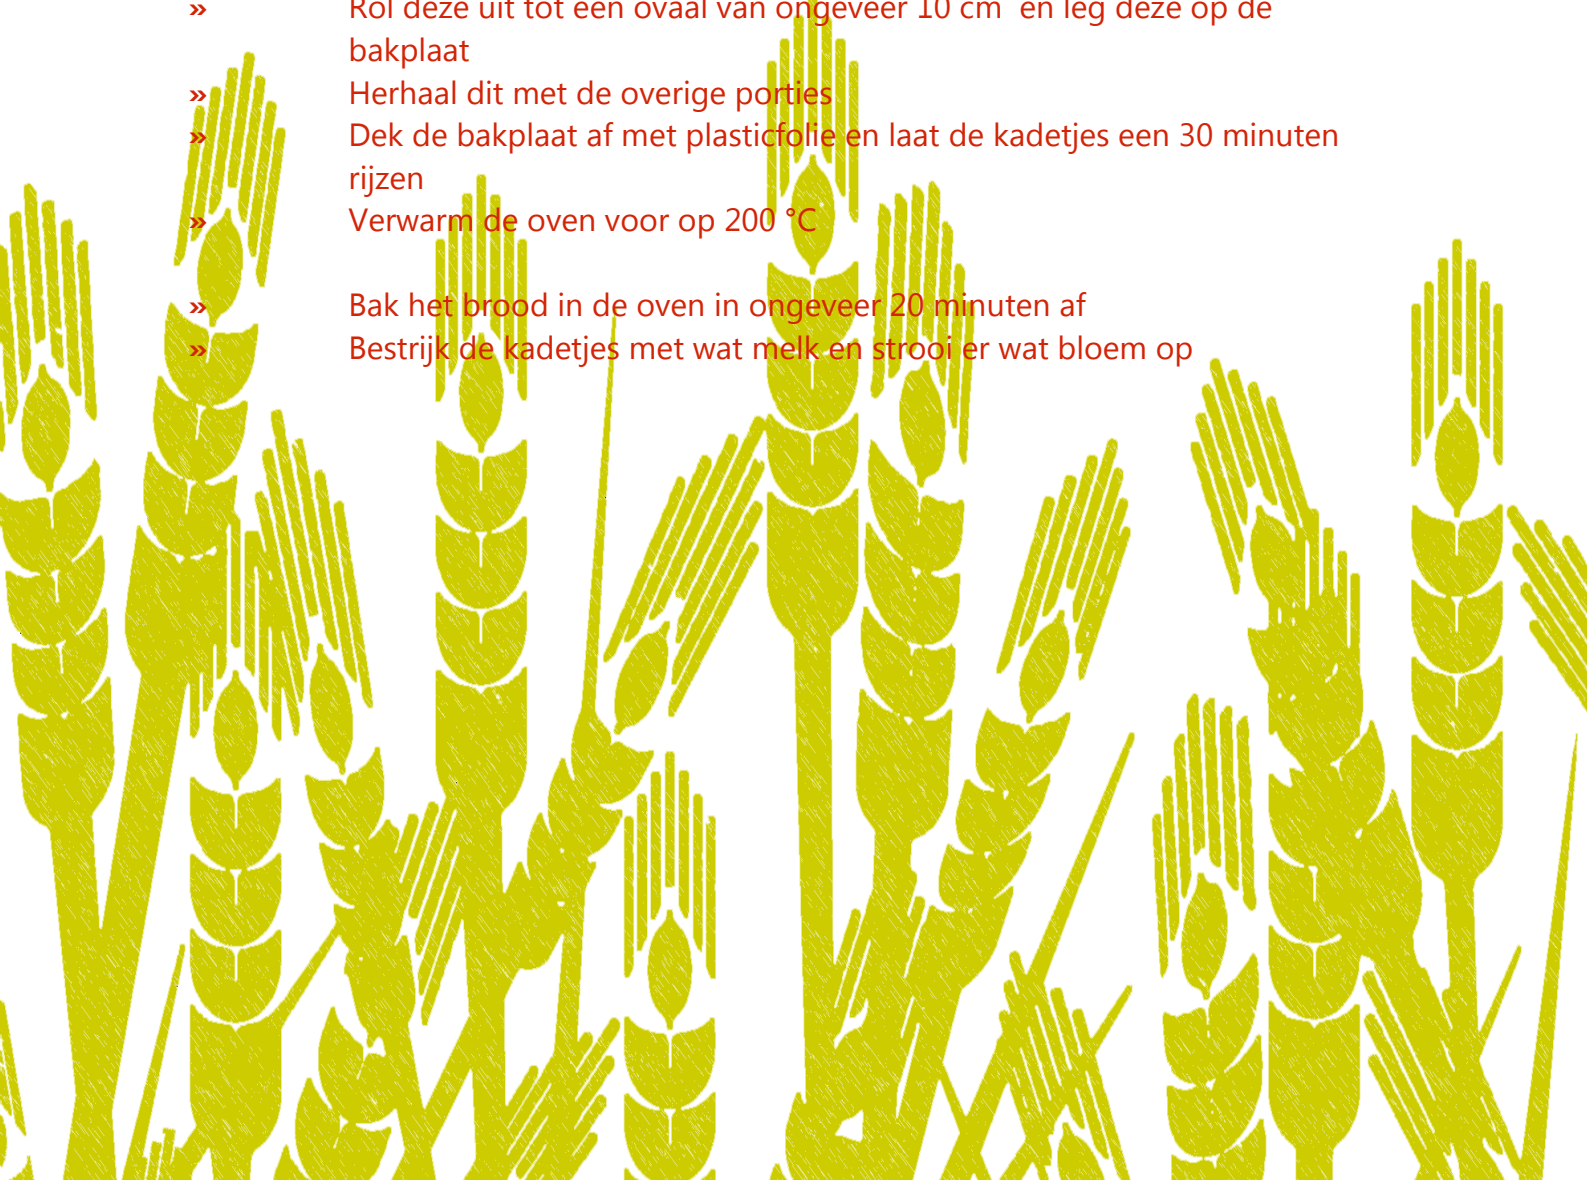 » Rol deze uit tot een ovaal van ongeveer 10 cm  en leg deze op de
bakplaat
» Herhaal dit met de overige porties
» Dek de bakplaat af met plasticfolie en laat de kadetjes een 30 minuten
rijzen
» Verwarm de oven voor op 200 °C
» Bak het brood in de oven in ongeveer 20 minuten af
» Bestrijk de kadetjes met wat melk en strooi er wat bloem op